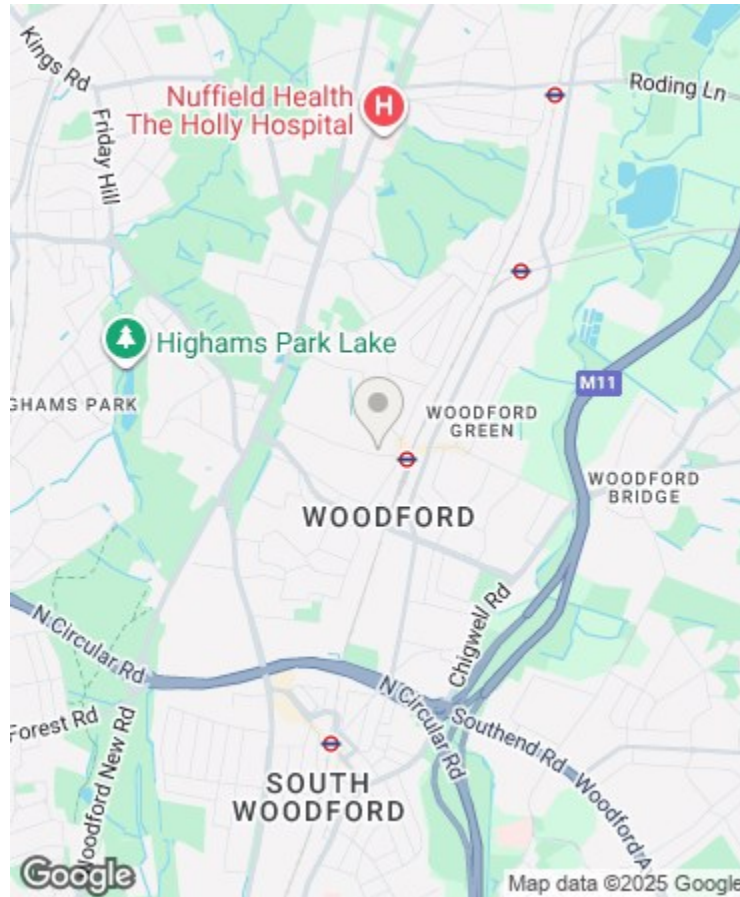 Kings Rd
Roding Ln
Nuffield Health
The Holly Hospital
H
Friday Hill
Highams Park Lake
GHAMS PARK
M11
WOODFORD
GREEN
WOODFORD
BRIDGE
WOODFORD
Chigwell Rd
N Circular Rd
N Circular Rd
Southend Rd
Forest Rd
Woodford New Rd
Woodford Av
SOUTH
WOODFORD
Google
Map data ©2025 Google